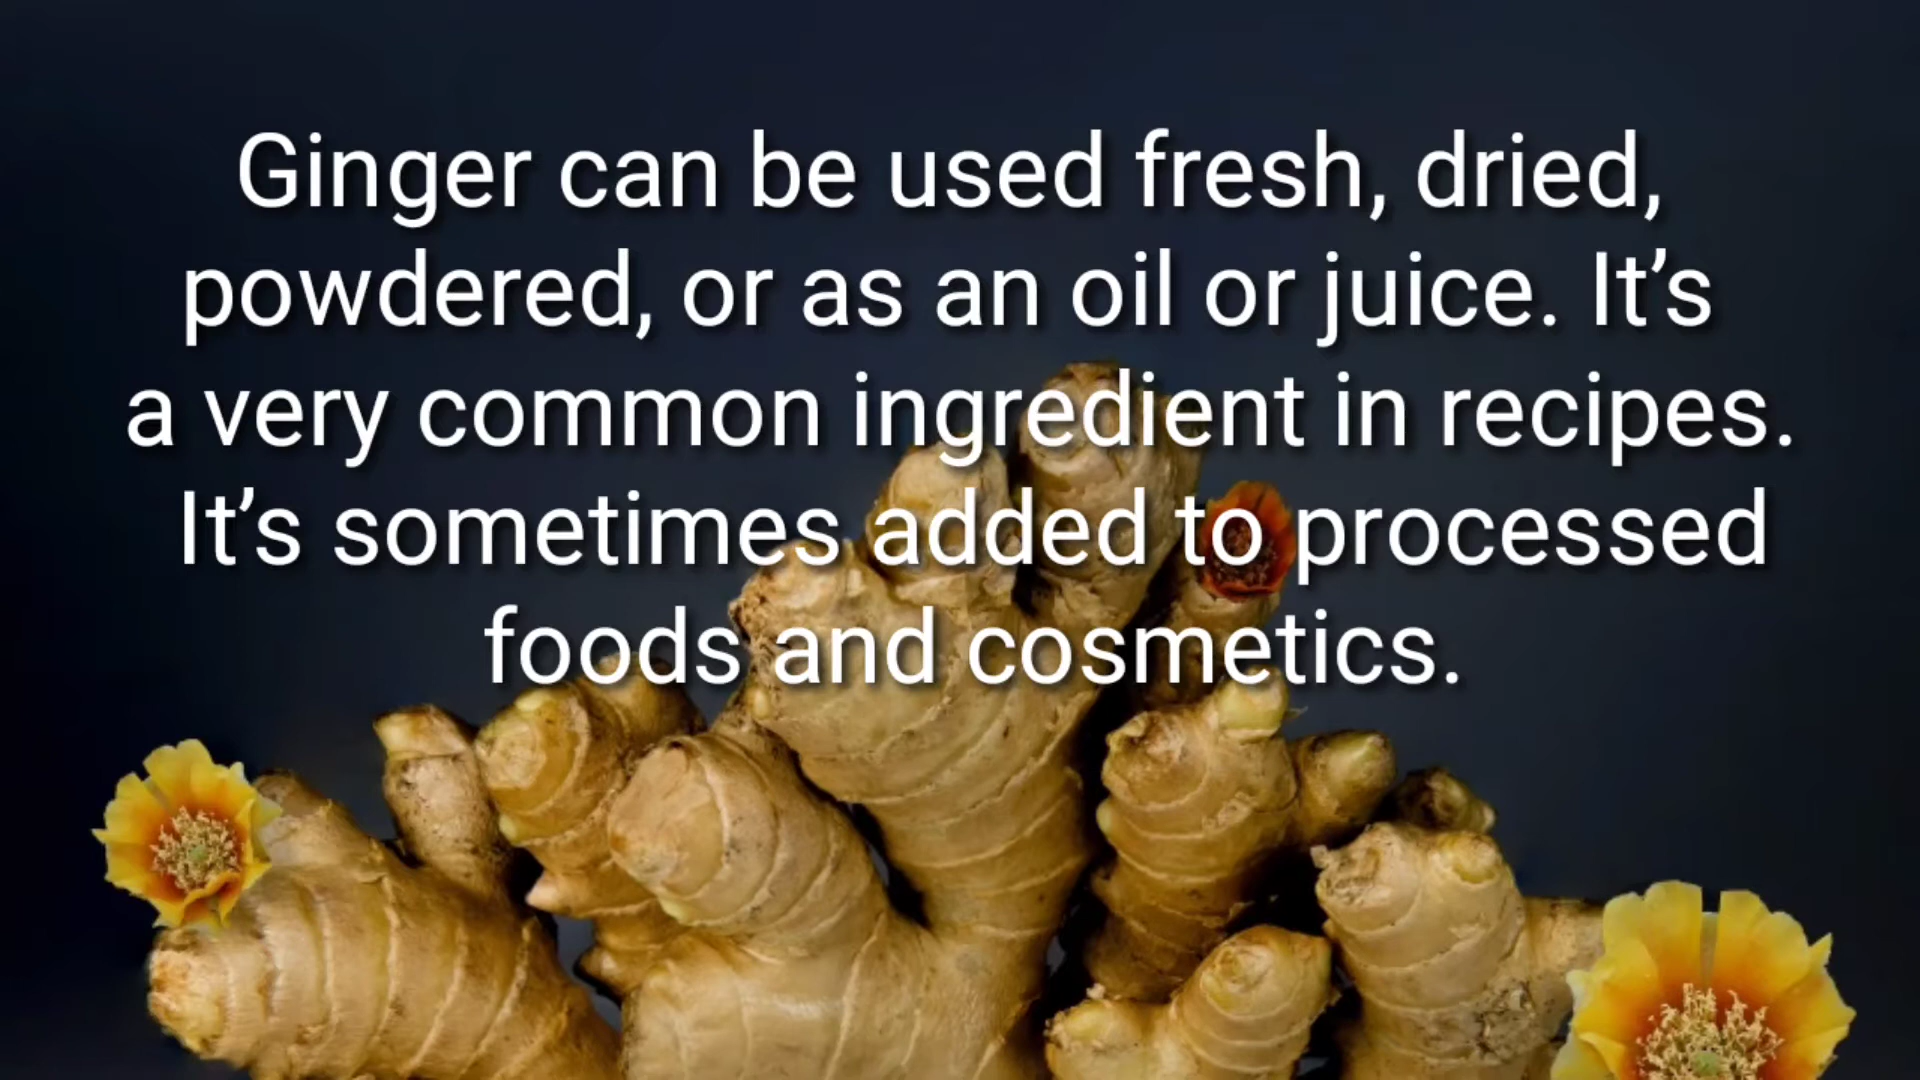 Ginger can be used fresh, dried,
powdered, or as an oil or juice. It’s
a very common ingredient in recipes.
It’s sometimes added to processed
foods and cosmetics.